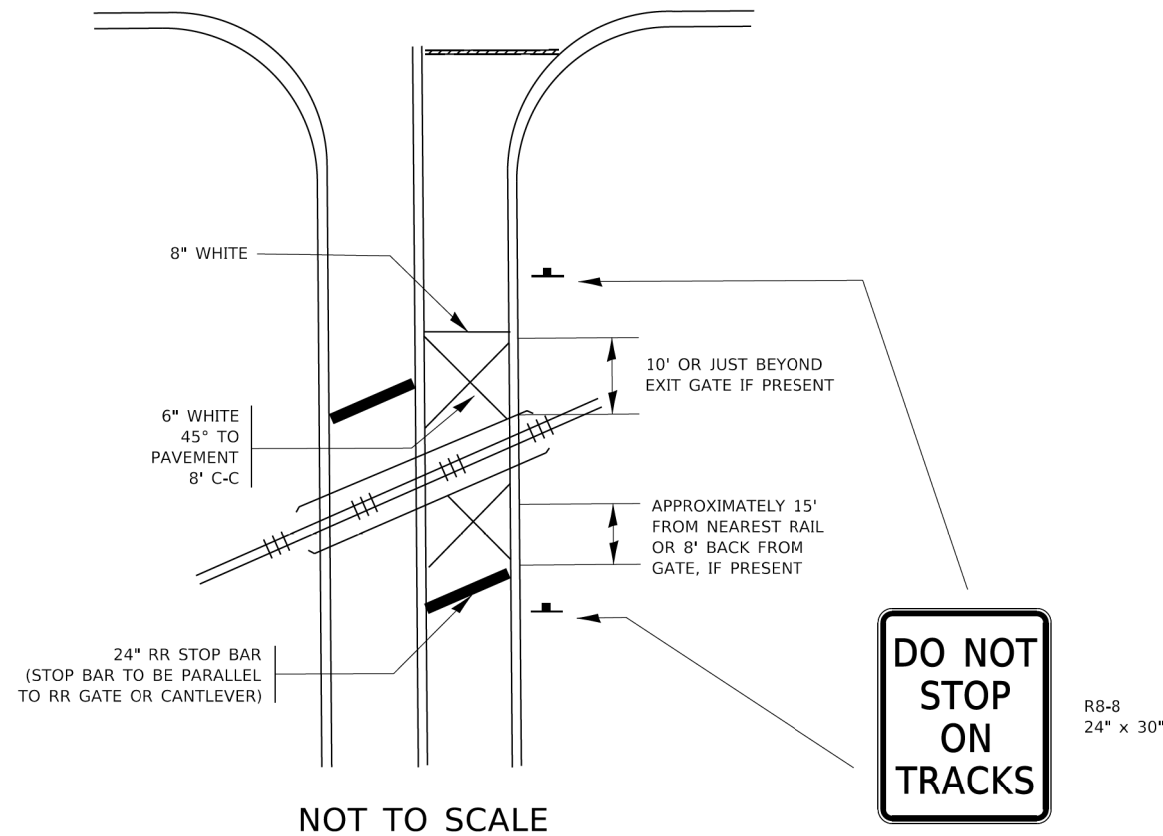 8" WHITE
10' OR JUST BEYOND
EXIT GATE IF PRESENT
6" WHITE
45° TO
PAVEMENT
8' C-C
APPROXIMATELY 15'
FROM NEAREST RAIL
OR 8' BACK FROM
GATE, IF PRESENT
24" RR STOP BAR
(STOP BAR TO BE PARALLEL
TO RR GATE OR CANTLEVER)
DO NOT
STOP
ON
TRACKS
R8-8
24" x 30"
NOT TO SCALE